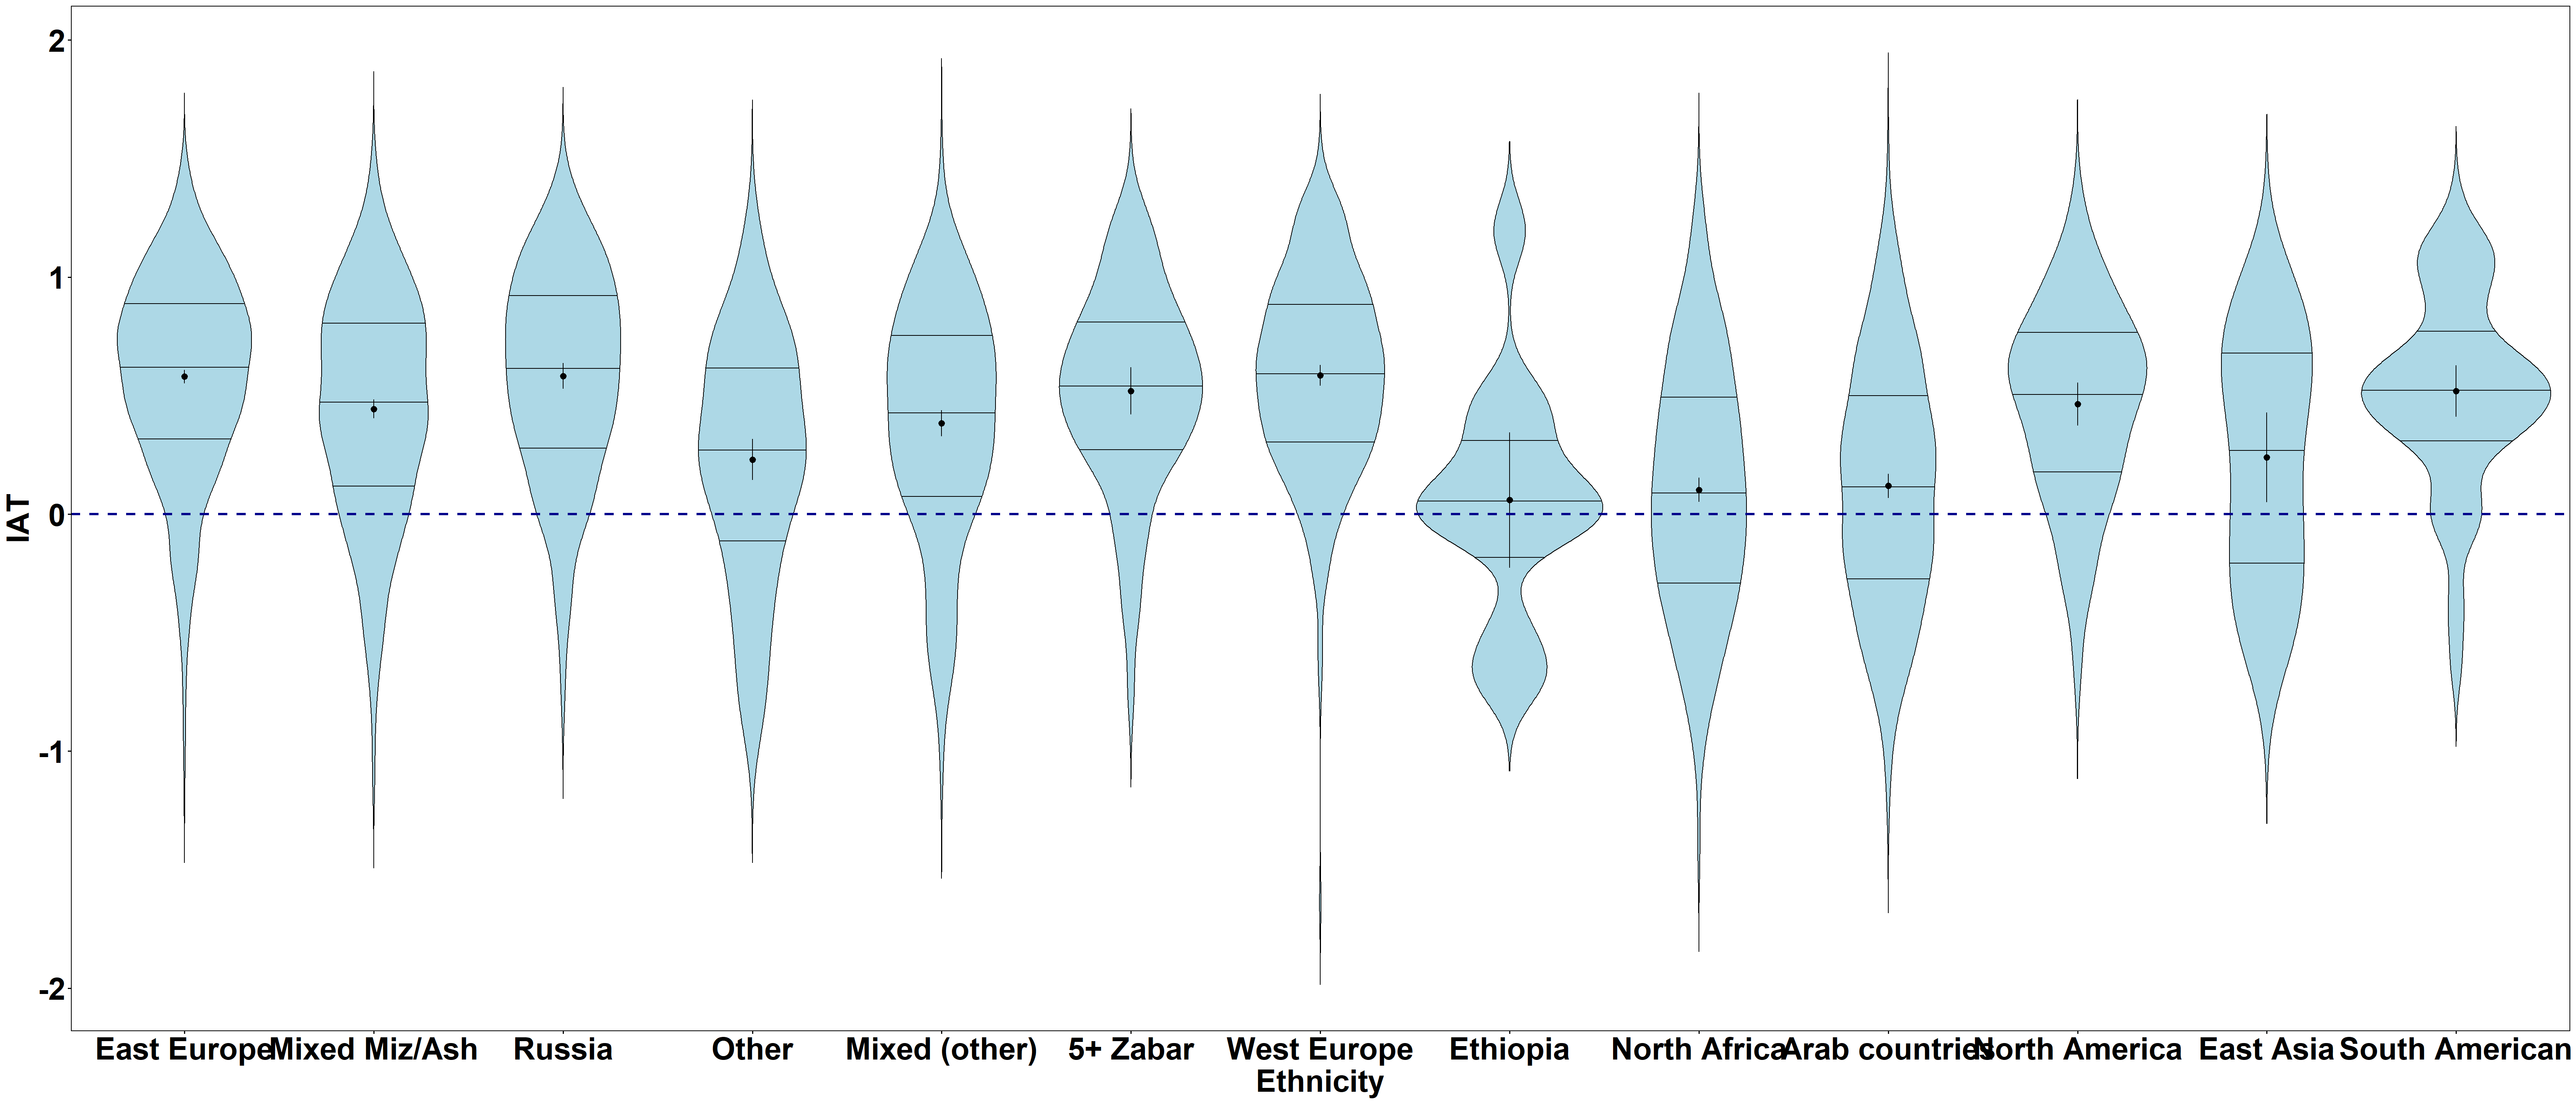 2
1
0
-1
-2
IAT
East Europe Mixed Miz/Ash Russia Other Mixed (other) 5+ Zabar West Europe Ethiopia North Africa Arab countries North America East Asia South American
Ethnicity